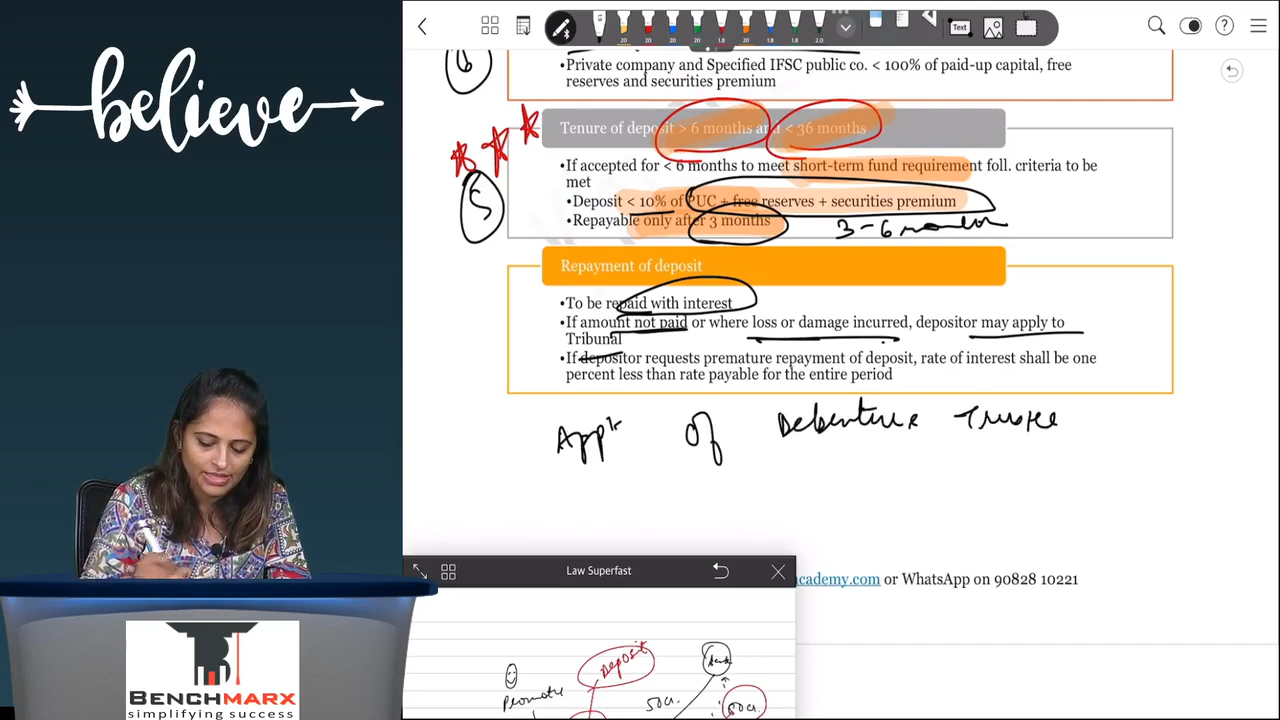 believe
Text
6
•Private company and Specified IFSC public co. < 100% of paid-up capital, free
reserves and securities premium
Tenure of deposit > 6 months and < 36 months
5
•If accepted for < 6 months to meet short-term fund requirement foll. criteria to be
met
•Deposit < 10% of PUC + free reserves + securities premium
•Repayable only after 3 months
3-6 months
Repayment of deposit
•To be repaid with interest
•If amount not paid or where loss or damage incurred, depositor may apply to
Tribunal
•If depositor requests premature repayment of deposit, rate of interest shall be one
percent less than rate payable for the entire period
Appt of Debenture Trustee
Law Superfast
cademy.com or WhatsApp on 90828 10221
Deposit
Bank
Promoter
50cr.
50cr.
BENCHMARX
simplifying success